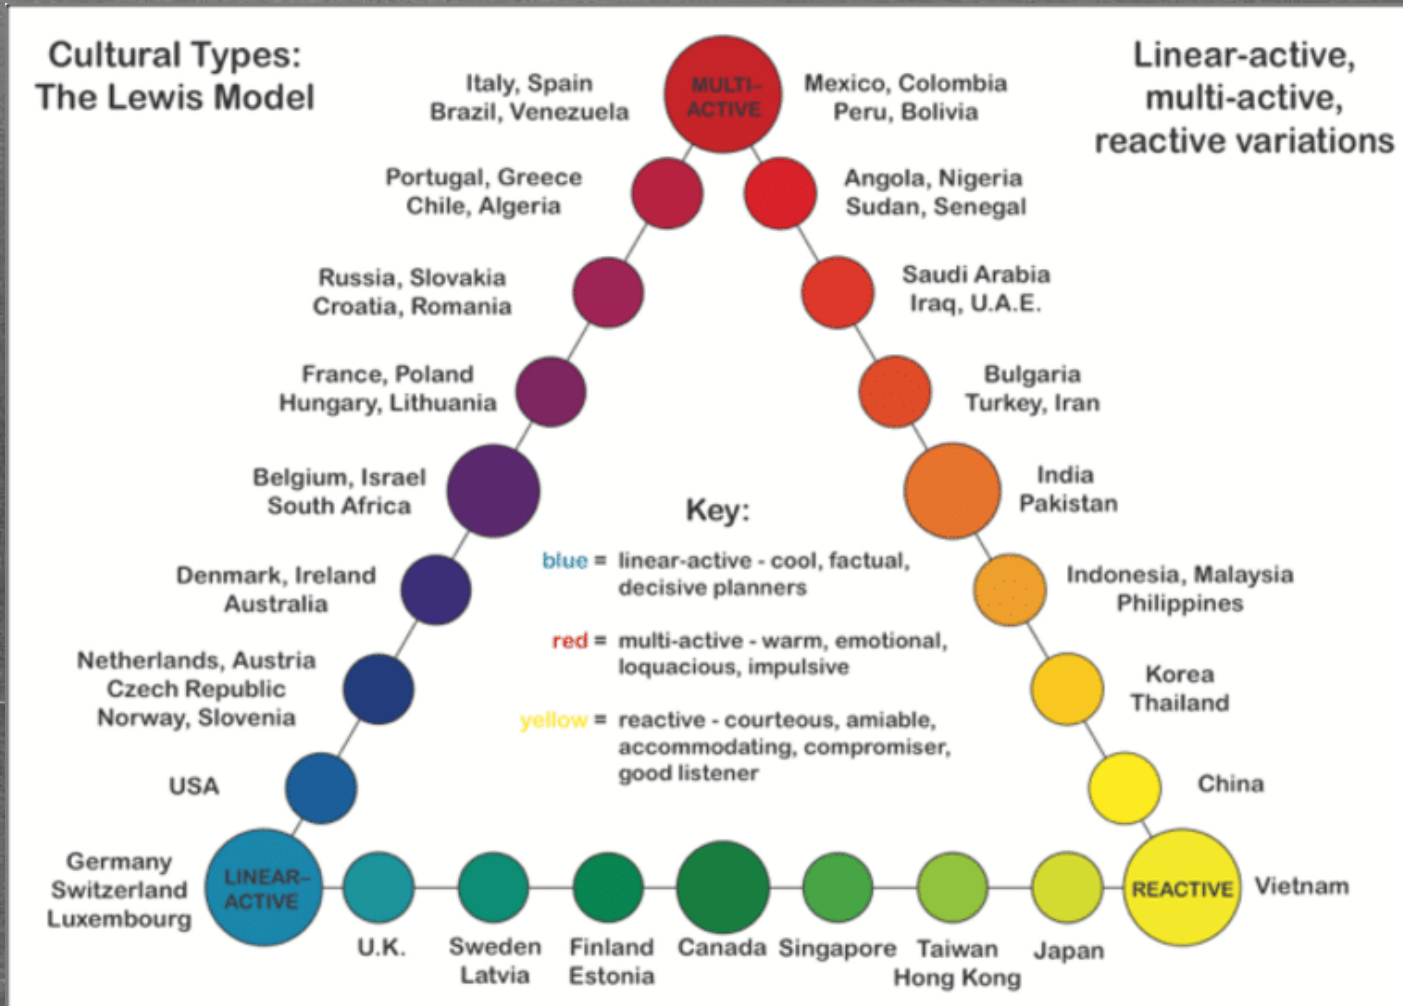 Cultural Types:
The Lewis Model
Linear-active,
multi-active,
reactive variations
MULTI-
ACTIVE
Italy, Spain
Brazil, Venezuela
Mexico, Colombia
Peru, Bolivia
Portugal, Greece
Chile, Algeria
Angola, Nigeria
Sudan, Senegal
Russia, Slovakia
Croatia, Romania
Saudi Arabia
Iraq, U.A.E.
France, Poland
Hungary, Lithuania
Bulgaria
Turkey, Iran
Belgium, Israel
South Africa
India
Pakistan
Denmark, Ireland
Australia
Indonesia, Malaysia
Philippines
Netherlands, Austria
Czech Republic
Norway, Slovenia
Korea
Thailand
USA
China
Key:
blue = linear-active - cool, factual,
decisive planners
red = multi-active - warm, emotional,
loquacious, impulsive
yellow = reactive - courteous, amiable,
accommodating, compromiser,
good listener
Germany
Switzerland
Luxembourg
LINEAR-
ACTIVE
REACTIVE
Vietnam
U.K.
Sweden
Latvia
Finland
Estonia
Canada
Singapore
Taiwan
Hong Kong
Japan